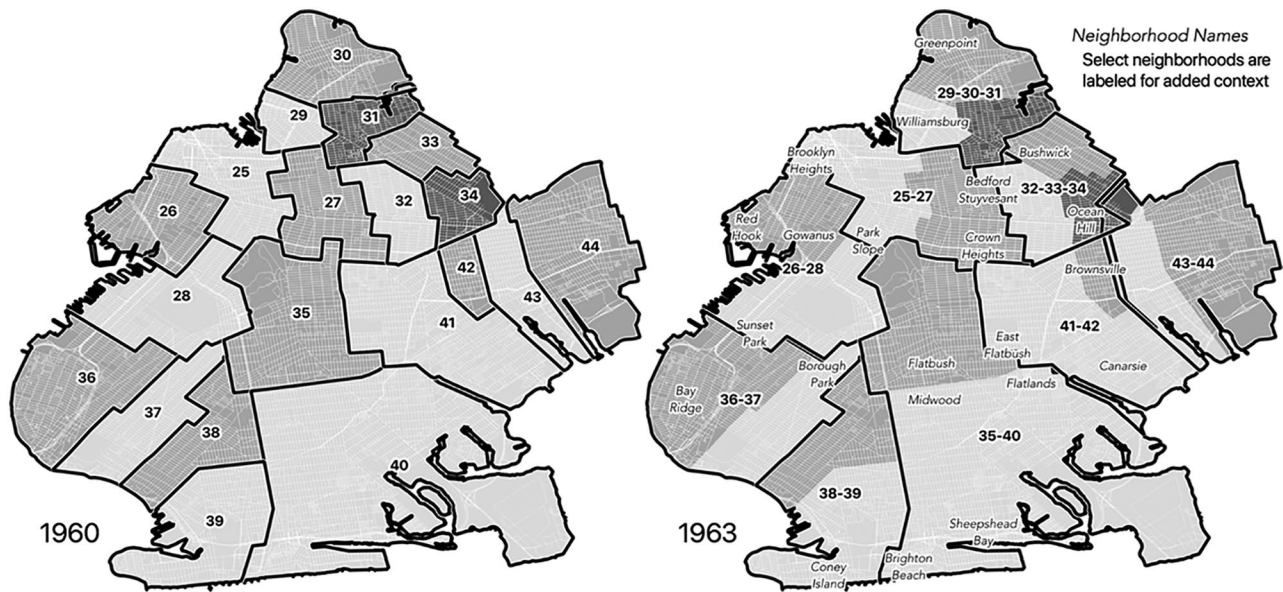 30
29
31
33
25
34
26
27
32
44
42
28
43
35
41
36
37
38
40
39
1960
Neighborhood Names
Select neighborhoods are
labeled for added context
Greenpoint
29-30-31
Williamsburg
Brooklyn
Heights
Bushwick
Bedford
Stuyvesant
32-33-34
25-27
Ocean
Hill
Red
Hook
Gowanus
Park
Slope
Crown
Heights
26-28
Brownsville
43-44
Sunset
Park
41-42
East
Flatbush
Borough
Park
Flatbush
Canarsie
Flatlands
Bay
Ridge
36-37
Midwood
35-40
38-39
1963
Sheepshead
Bay
Brighton
Beach
Coney
Island